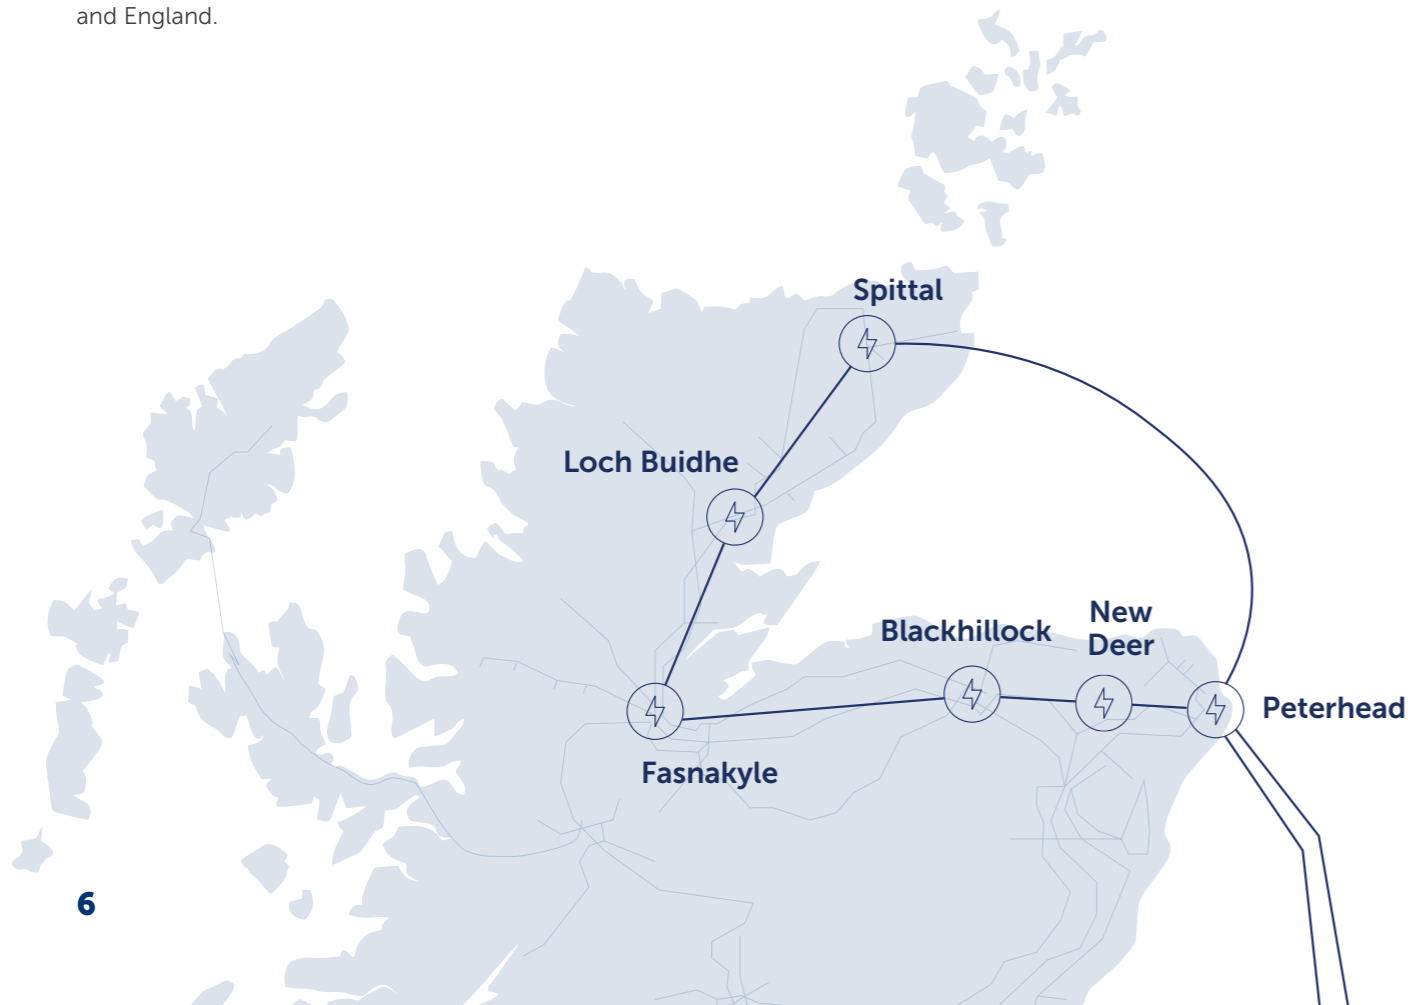 and England.
Spittal
Loch Buidhe
New
Deer
Blackhillock
Peterhead
Fasnakyle
6